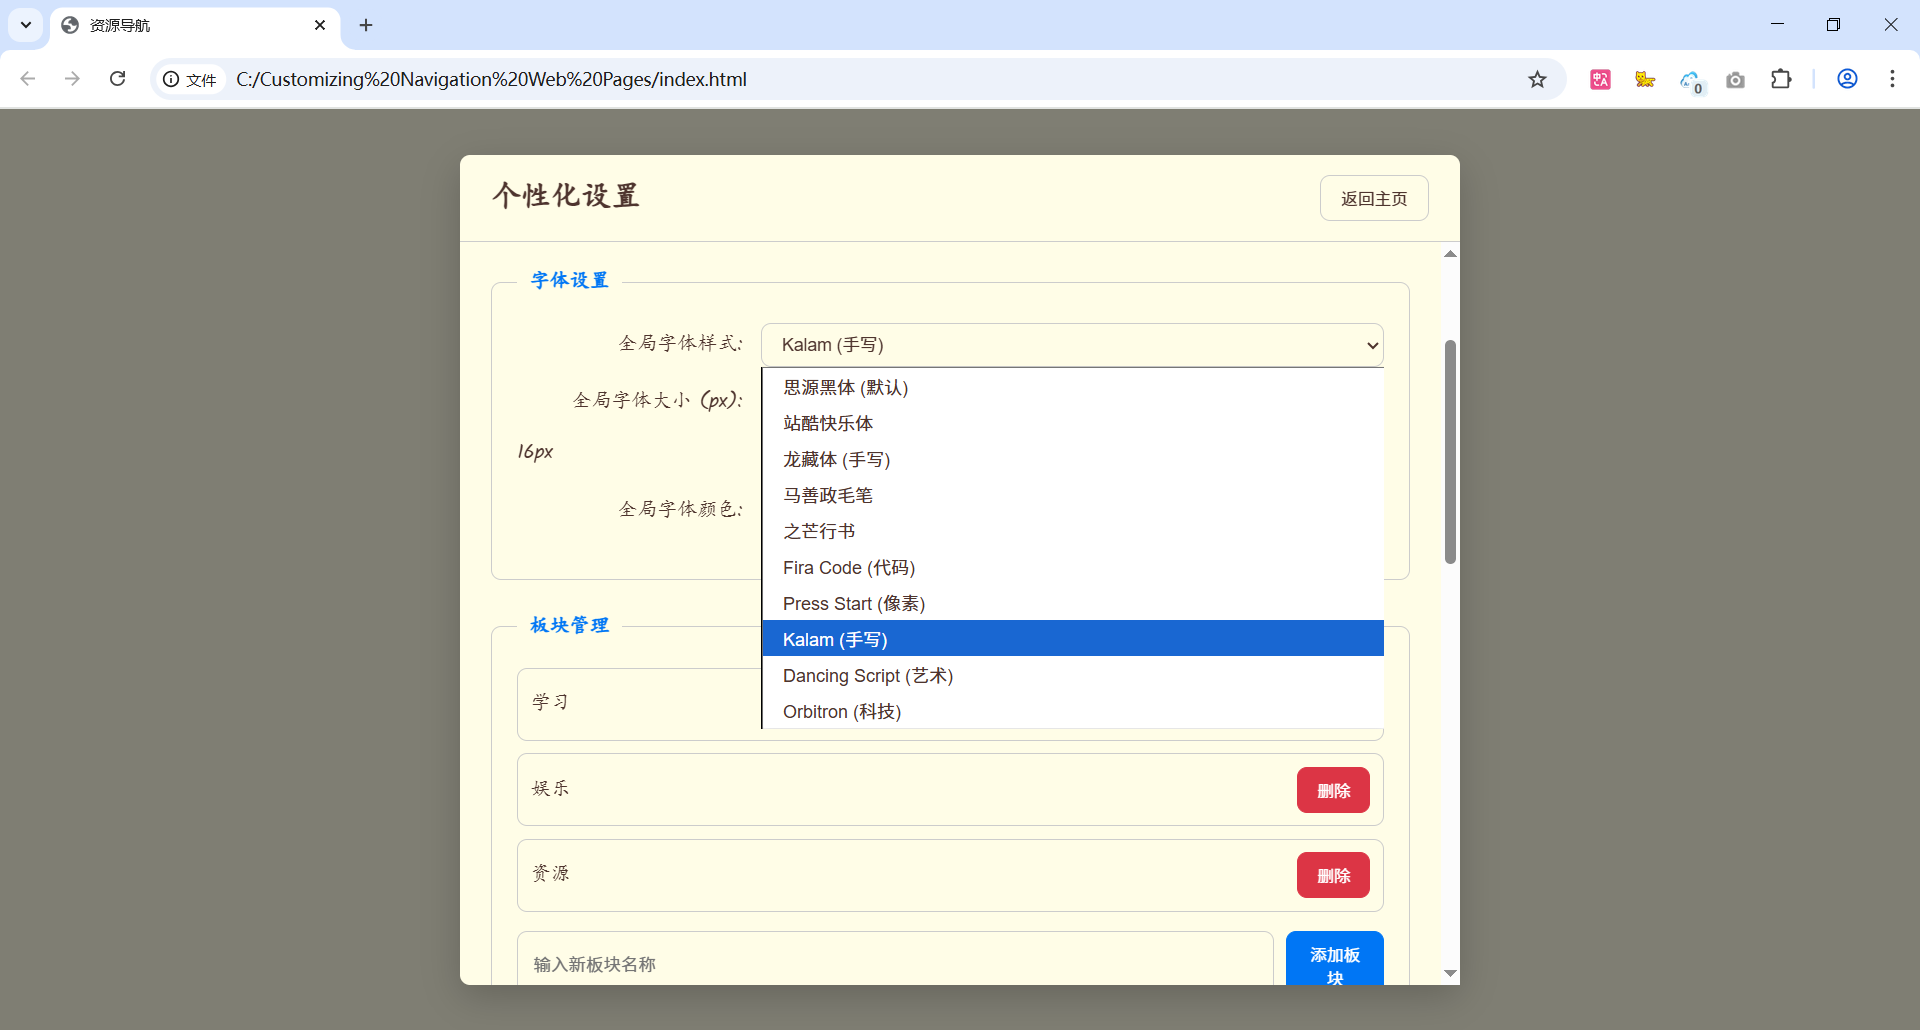 资源导航
文件
C:/Customizing%20Navigation%20Web%20Pages/index.html
0
个性化设置
返回主页
字体设置
全局字体样式:
Kalam (手写)
思源黑体 (默认)
全局字体大小 (px):
站酷快乐体
16px
龙藏体 (手写)
马善政毛笔
全局字体颜色:
之芒行书
Fira Code (代码)
Press Start (像素)
板块管理
Kalam (手写)
Dancing Script (艺术)
学习
Orbitron (科技)
娱乐
删除
资源
删除
输入新板块名称
添加板
块